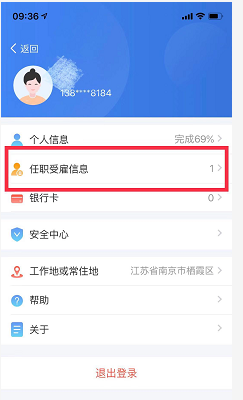 09:36
返回
138****8184
个人信息 完成69%
任职受雇信息 1
银行卡 0
安全中心
工作地或常住地 江苏省南京市栖霞区
帮助
关于
退出登录